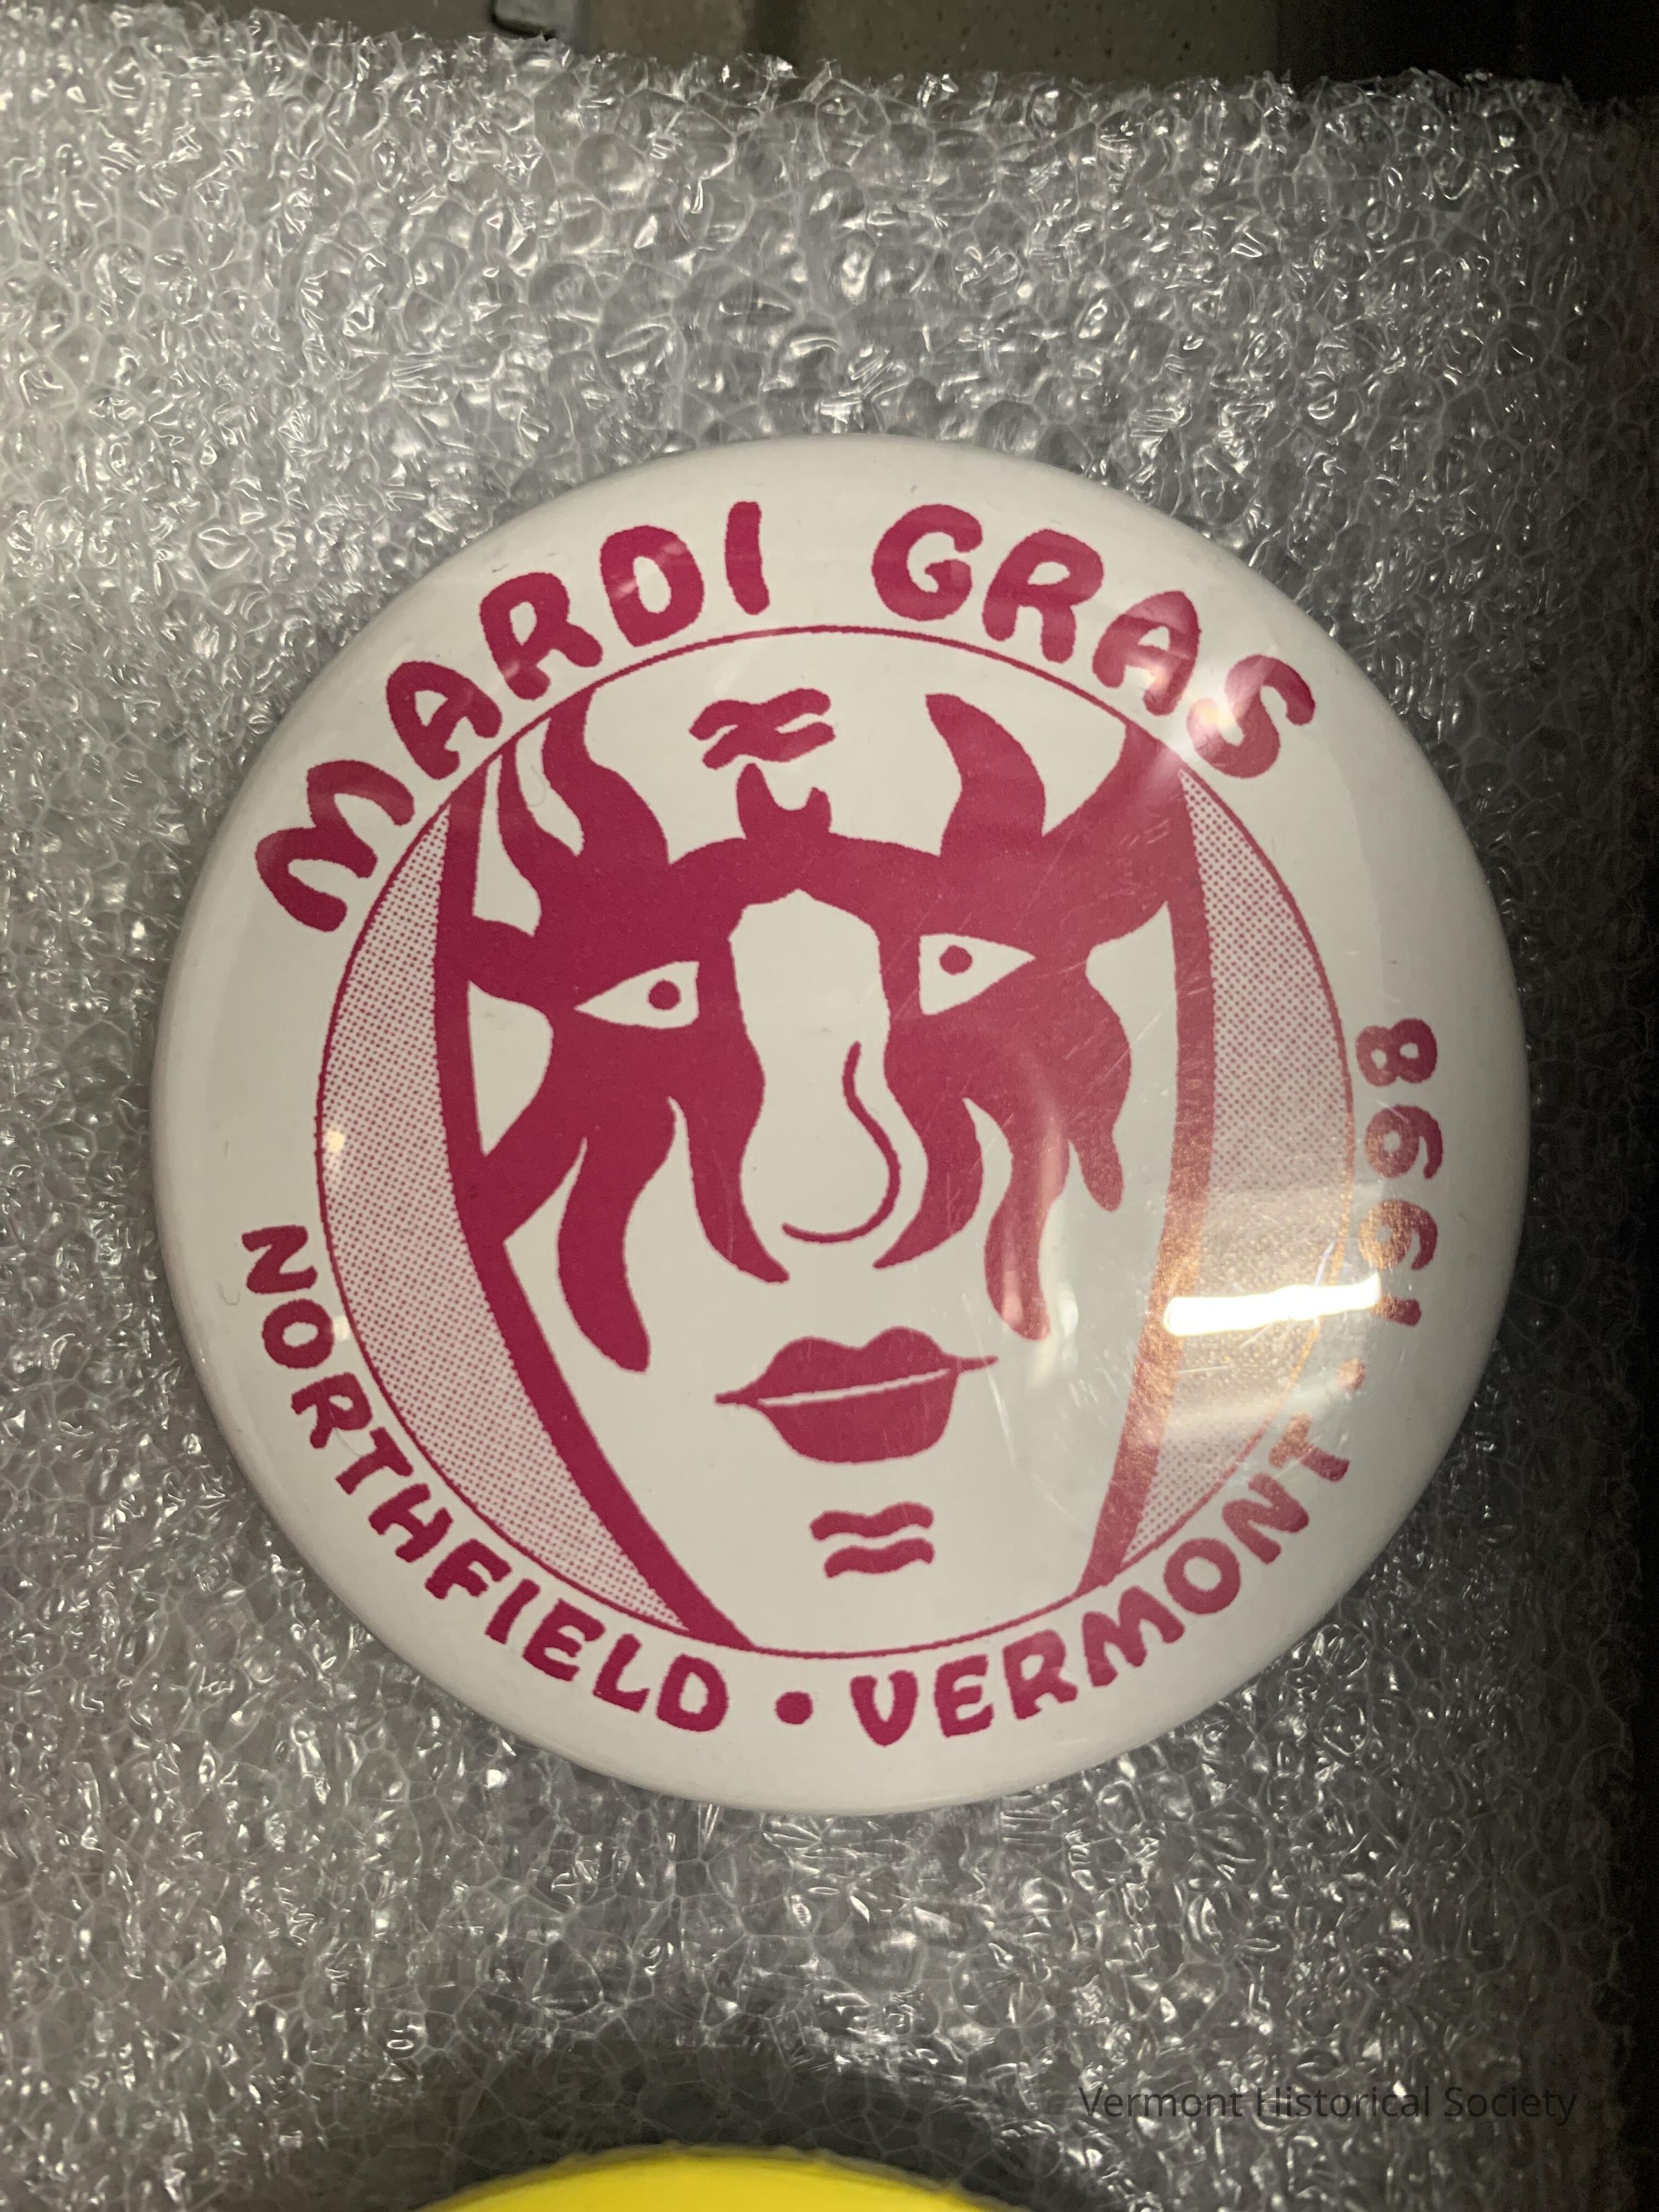 MARDI GRAS
NORTHFIELD • VERMONT • 1998
Vermont Historical Society